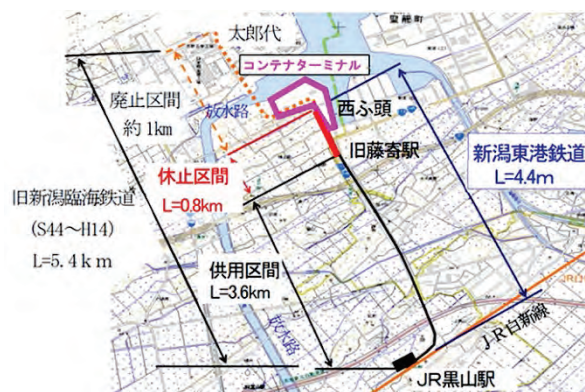 聖籠町
太郎代
コンテナターミナル
廃止区間
約1km
放水路
西ふ頭
旧藤寄駅
新潟東港鉄道
L=4.4m
休止区間
L=0.8km
旧新潟臨海鉄道
(S44~H14)
L=5.4km
供用区間
L=3.6km
放水路
J-R白新線
JR黒山駅